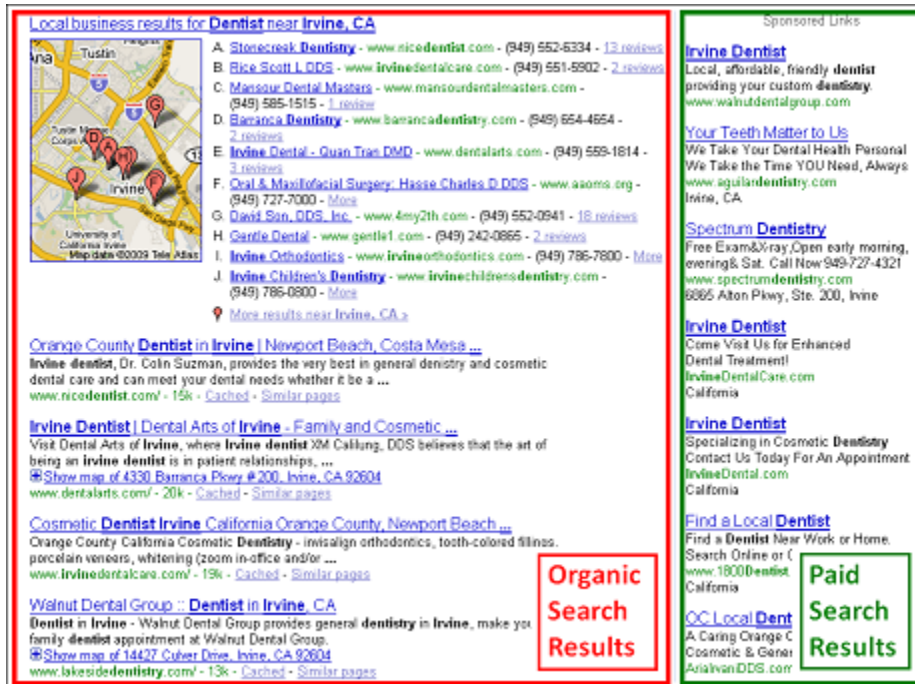 Local business results for Dentist near Irvine, CA
Tustin
Ana
Tustin
Irvine
University of
California Irvine
Map data ©2009 Tele Atlas
A. Stonecreek Dentistry - www.nicedentist.com - (949) 552-6334 - 13 reviews
B. Rice Scott L DDS - www.irvinedentalcare.com - (949) 551-5902 - 2 reviews
C. Mansour Dental Masters - www.mansourdentalmasters.com -
(949) 585-1515 - 1 review
D. Barranca Dentistry - www.barrancadentistry.com - (949) 654-4654 -
2 reviews
E. Irvine Dental - Quan Tran DMD - www.dentalarts.com - (949) 559-1814 -
3 reviews
F. Oral & Maxillofacial Surgery: Hasse Charles D DDS - www.aaoms.org -
(949) 727-7000 - More
G. David Son, DDS, Inc. - www.4my2th.com - (949) 552-0941 - 18 reviews
H. Gentle Dental - www.gentle1.com - (949) 242-0865 - 2 reviews
I. Irvine Orthodontics - www.irvineorthodontics.com - (949) 786-7800 - More
J. Irvine Children's Dentistry - www.irvinechildrensdentistry.com -
(949) 786-0800 - More
More results near Irvine, CA »
Orange County Dentist in Irvine | Newport Beach, Costa Mesa ...
Irvine dentist, Dr. Colin Suzman, provides the very best in general denistry and cosmetic
dental care and can meet your dental needs whether it be a ...
www.nicedentist.com/ - 15k - Cached - Similar pages
Irvine Dentist | Dental Arts of Irvine - Family and Cosmetic ...
Visit Dental Arts of Irvine, where Irvine dentist XM Calilung, DDS believes that the art of
being an irvine dentist is in patient relationships, ...
Show map of 4330 Barranca Pkwy # 200, Irvine, CA 92604
www.dentalarts.com/ - 20k - Cached - Similar pages
Cosmetic Dentist Irvine California Orange County, Newport Beach ...
Orange County California Cosmetic Dentistry - invisalign orthodontics, tooth-colored fillings,
porcelain veneers, whitening (zoom in-office and/or ...
www.irvinedentalcare.com/ - 19k - Cached - Similar pages
Walnut Dental Group :: Dentist in Irvine, CA
Dentist in Irvine - Walnut Dental Group provides general dentistry in Irvine, make you
family dentist appointment at Walnut Dental Group.
Show map of 14427 Culver Drive, Irvine, CA 92604
www.lakesidedentistry.com/ - 13k - Cached - Similar pages
Organic
Search
Results
Sponsored Links
Irvine Dentist
Local, affordable, friendly dentist
providing your custom dentistry.
www.walnutdentalgroup.com
Your Teeth Matter to Us
We Take Your Dental Health Personal
We Take the Time YOU Need, Always
www.aguilardentistry.com
Irvine, CA
Spectrum Dentistry
Free Exam&X-ray,Open early morning,
evening& Sat. Call Now 949-727-4321
www.spectrumdentistry.com
6865 Alton Pkwy, Ste. 200, Irvine
Irvine Dentist
Come Visit Us for Enhanced
Dental Treatment!
IrvineDentalCare.com
California
Irvine Dentist
Specializing in Cosmetic Dentistry
Contact Us Today For An Appointment
IrvineDental.com
California
Find a Local Dentist
Find a Dentist Near Work or Home.
Search Online or
www.1800Dentist
California
OC Local Dent
A Caring Orange C
Cosmetic & Gener
ArialvaniDDS.com
Paid
Search
Results